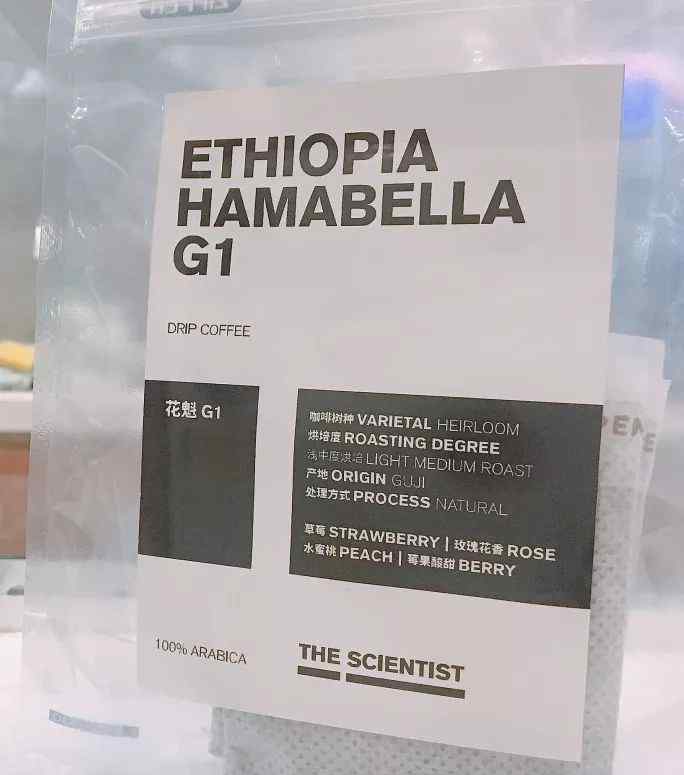 ETHIOPIA
HAMABELLA
G1
DRIP COFFEE
花魁 G1
咖啡树种 VARIETAL HEIRLOOM
烘培度 ROASTING DEGREE
浅中度烘培 LIGHT MEDIUM ROAST
产地 ORIGIN GUJI
处理方式 PROCESS NATURAL
草莓 STRAWBERRY | 玫瑰花香 ROSE
水蜜桃 PEACH | 莓果酸甜 BERRY
100% ARABICA
THE SCIENTIST